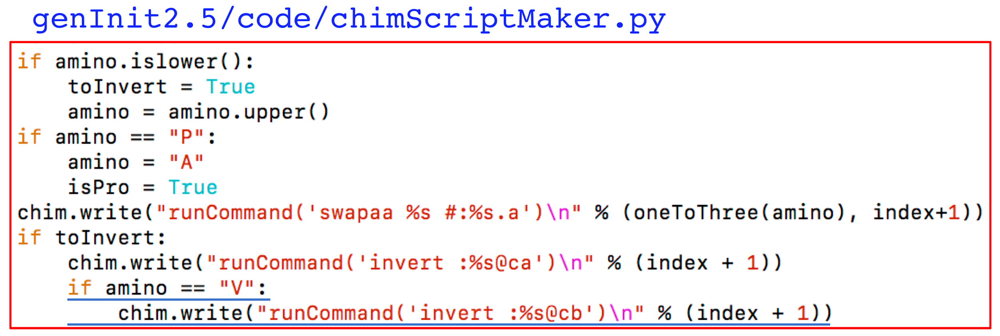 genInit2.5/code/chimScriptMaker.py
if amino.islower():
    toInvert = True
    amino = amino.upper()
if amino == "P":
    amino = "A"
    isPro = True
chim.write("runCommand('swapaa %s #:%s.a')\n" % (oneToThree(amino), index+1))
if toInvert:
    chim.write("runCommand('invert :%s@ca')\n" % (index + 1))
    if amino == "V":
        chim.write("runCommand('invert :%s@cb')\n" % (index + 1))